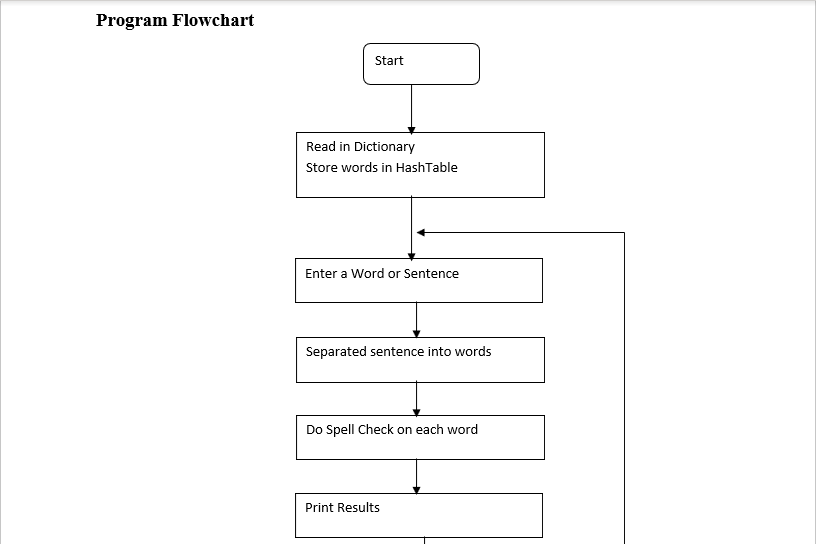 Program Flowchart
Start
Read in Dictionary
Store words in HashTable
Enter a Word or Sentence
Separated sentence into words
Do Spell Check on each word
Print Results